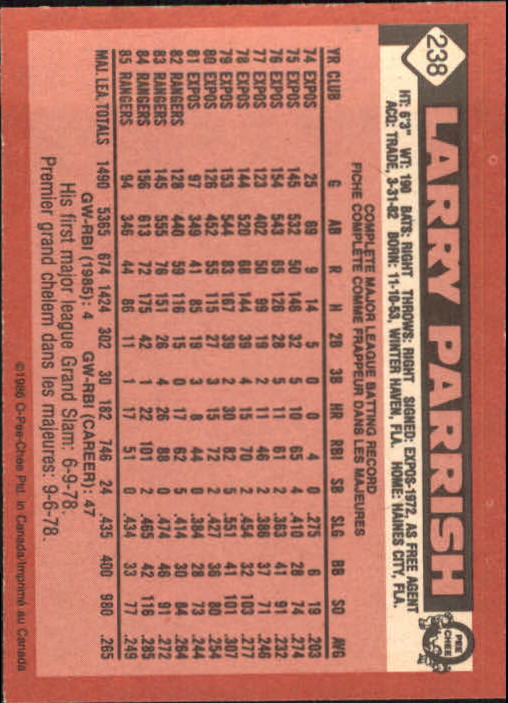 238
LARRY PARRISH
O PEE CHEE
HT: 6'3" WT: 190 BATS: RIGHT THROWS: RIGHT SIGNED: EXPOS-1972, AS FREE AGENT
ACQ: TRADE, 3-31-82 BORN: 11-10-53, WINTER HAVEN, FLA. HOME: HAINES CITY, FLA.
COMPLETE MAJOR LEAGUE BATTING RECORD
FICHE COMPLÈTE COMME FRAPPEUR DANS LES MAJEURES
YR CLUB G AB R H 2B 3B HR RBI SB SLG BB SO AVG
74 EXPOS 25 69 9 14 5 0 0 4 0 .275 6 19 .203
75 EXPOS 145 532 50 146 32 5 10 65 4 .410 28 74 .274
76 EXPOS 154 543 65 126 28 5 11 61 2 .363 41 91 .232
77 EXPOS 123 402 50 99 19 2 11 46 2 .386 37 71 .246
78 EXPOS 144 520 68 144 39 4 15 70 2 .454 32 103 .277
79 EXPOS 153 544 83 167 39 2 30 82 5 .551 41 101 .307
80 EXPOS 126 452 55 115 27 3 15 72 2 .427 36 80 .254
81 EXPOS 97 349 41 85 19 3 8 44 0 .384 28 73 .244
82 RANGERS 128 440 59 116 15 0 17 62 5 .414 30 84 .264
83 RANGERS 145 555 76 151 26 4 26 88 0 .474 46 91 .272
84 RANGERS 156 613 72 175 42 1 22 101 2 .465 42 116 .285
85 RANGERS 94 346 44 86 11 1 17 51 0 .434 33 77 .249
MAJ. LEA. TOTALS 1490 5365 674 1424 302 30 182 746 24 .435 400 980 .265
GW-RBI (1985): 4 GW-RBI (CAREER): 47
His first major league Grand Slam: 6-9-78.
Premier grand chelem dans les majeures: 9-6-78.
©1986 O-Pee-Chee Ptd. in Canada/Imprimé au Canada